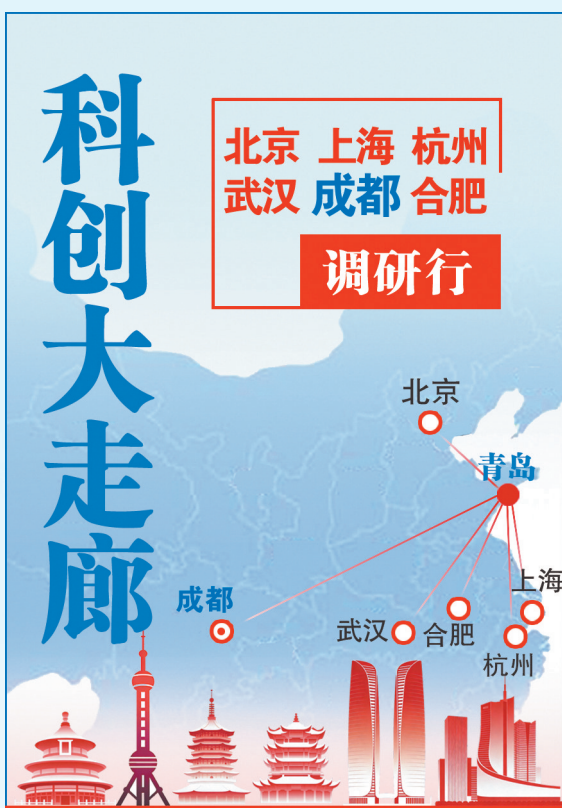 科创大走廊
北京 上海 杭州
武汉 成都 合肥
调研行
北京
青岛
成都
上海
武汉
合肥
杭州